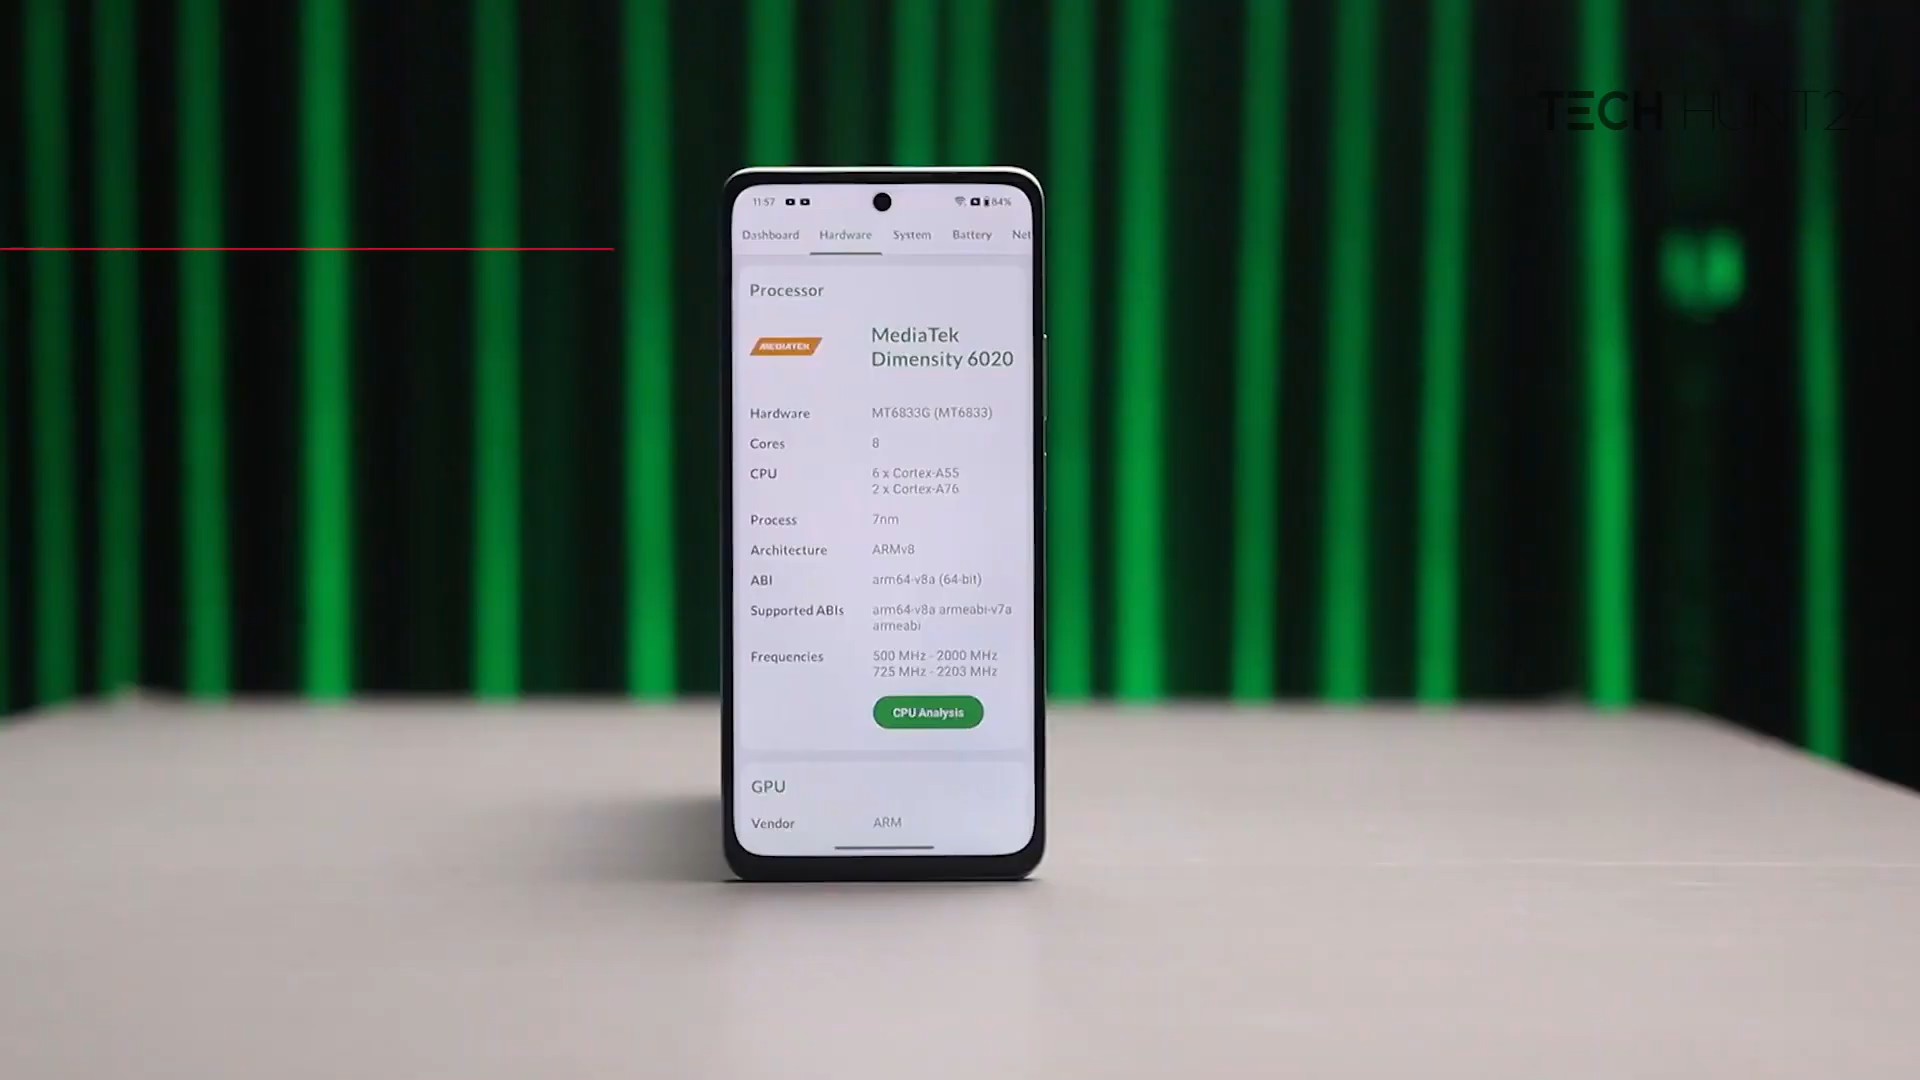 TECH HUNT24
11:57
84%
Dashboard Hardware System Battery Net
Processor
MEDIATEK
MediaTek
Dimensity 6020
Hardware MT6833G (MT6833)
Cores 8
CPU 6 x Cortex-A55
2 x Cortex-A76
Process 7nm
Architecture ARMv8
ABI arm64-v8a (64-bit)
Supported ABIs arm64-v8a armeabi-v7a
armeabi
Frequencies 500 MHz - 2000 MHz
725 MHz - 2203 MHz
CPU Analysis
GPU
Vendor ARM